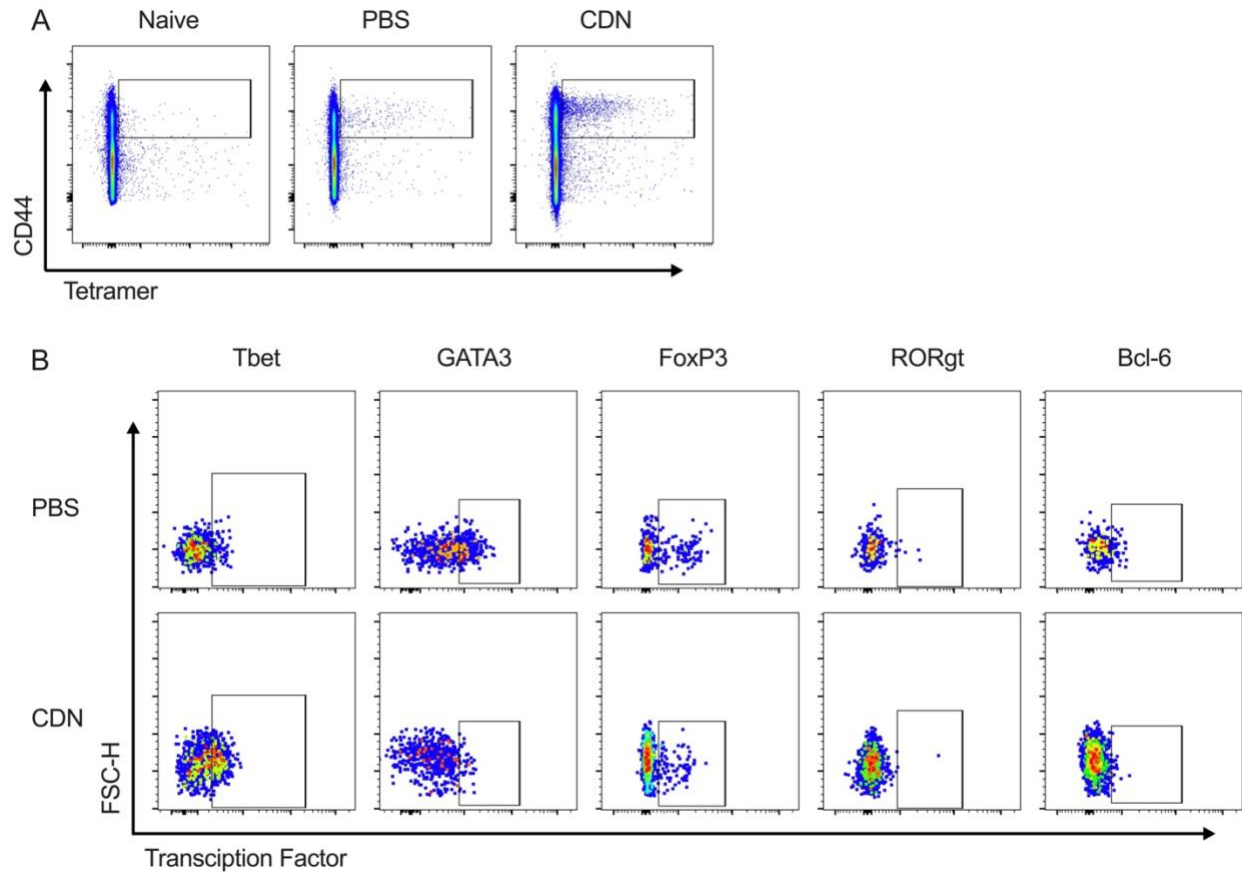 A
Naive
PBS
CDN
CD44
Tetramer
B
Tbet
GATA3
FoxP3
RORgt
Bcl-6
PBS
CDN
FSC-H
Transciption Factor